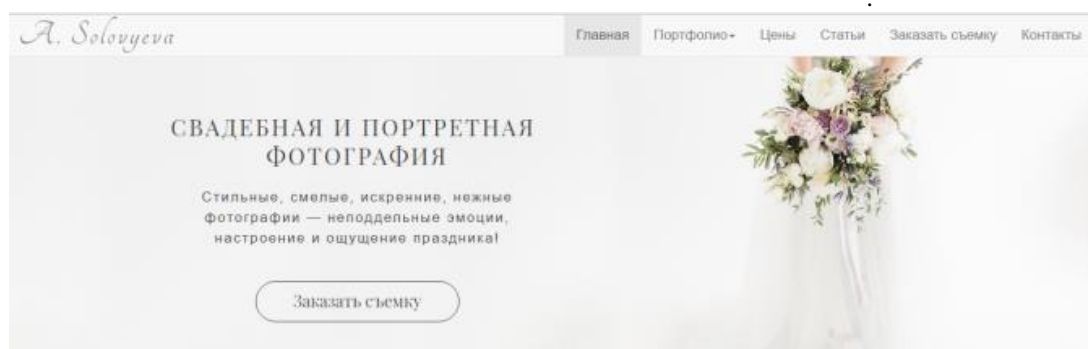 A. Solovyeva
Главная Портфолио Цены Статьи Заказать съемку Контакты
СВАДЕБНАЯ И ПОРТРЕТНАЯ
ФОТОГРАФИЯ
Стильные, смелые, искренние, нежные
фотографии — неподдельные эмоции,
настроение и ощущение праздника!
Заказать съемку